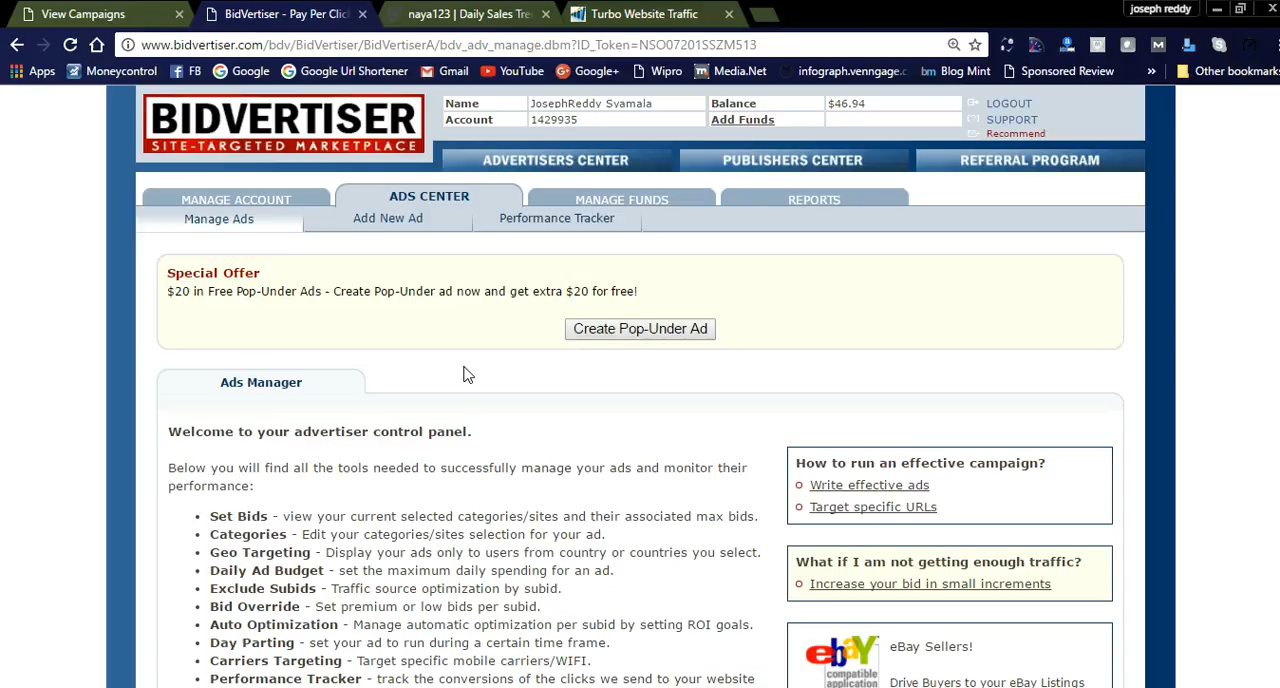 View Campaigns
BidVertiser - Pay Per Clic
naya123 | Daily Sales Tre
Turbo Website Traffic
joseph reddy
www.bidvertiser.com/bdv/BidVertiser/BidVertiserA/bdv_adv_manage.dbm?ID_Token=NSO07201SSZM513
Apps Moneycontrol FB Google Google Url Shortener Gmail YouTube Google+ Wipro Media.Net infograph.venngage.c bm Blog Mint Sponsored Review » Other bookmarks
BIDVERTISER
SITE-TARGETED MARKETPLACE
Name JosephReddy Syamala Balance $46.94
Account 1429935 Add Funds
LOGOUT
SUPPORT
Recommend
ADVERTISERS CENTER PUBLISHERS CENTER REFERRAL PROGRAM
MANAGE ACCOUNT ADS CENTER MANAGE FUNDS REPORTS
Manage Ads Add New Ad Performance Tracker
Special Offer
$20 in Free Pop-Under Ads - Create Pop-Under ad now and get extra $20 for free!
Create Pop-Under Ad
Ads Manager
Welcome to your advertiser control panel.
Below you will find all the tools needed to successfully manage your ads and monitor their
performance:
• Set Bids - view your current selected categories/sites and their associated max bids.
• Categories - Edit your categories/sites selection for your ad.
• Geo Targeting - Display your ads only to users from country or countries you select.
• Daily Ad Budget - set the maximum daily spending for an ad.
• Exclude Subids - Traffic source optimization by subid.
• Bid Override - Set premium or low bids per subid.
• Auto Optimization - Manage automatic optimization per subid by setting ROI goals.
• Day Parting - set your ad to run during a certain time frame.
• Carriers Targeting - Target specific mobile carriers/WIFI.
• Performance Tracker - track the conversions of the clicks we send to your website
How to run an effective campaign?
Write effective ads
Target specific URLs
What if I am not getting enough traffic?
Increase your bid in small increments
ebaY
compatible
application
eBay Sellers!
Drive Buyers to your eBay Listings